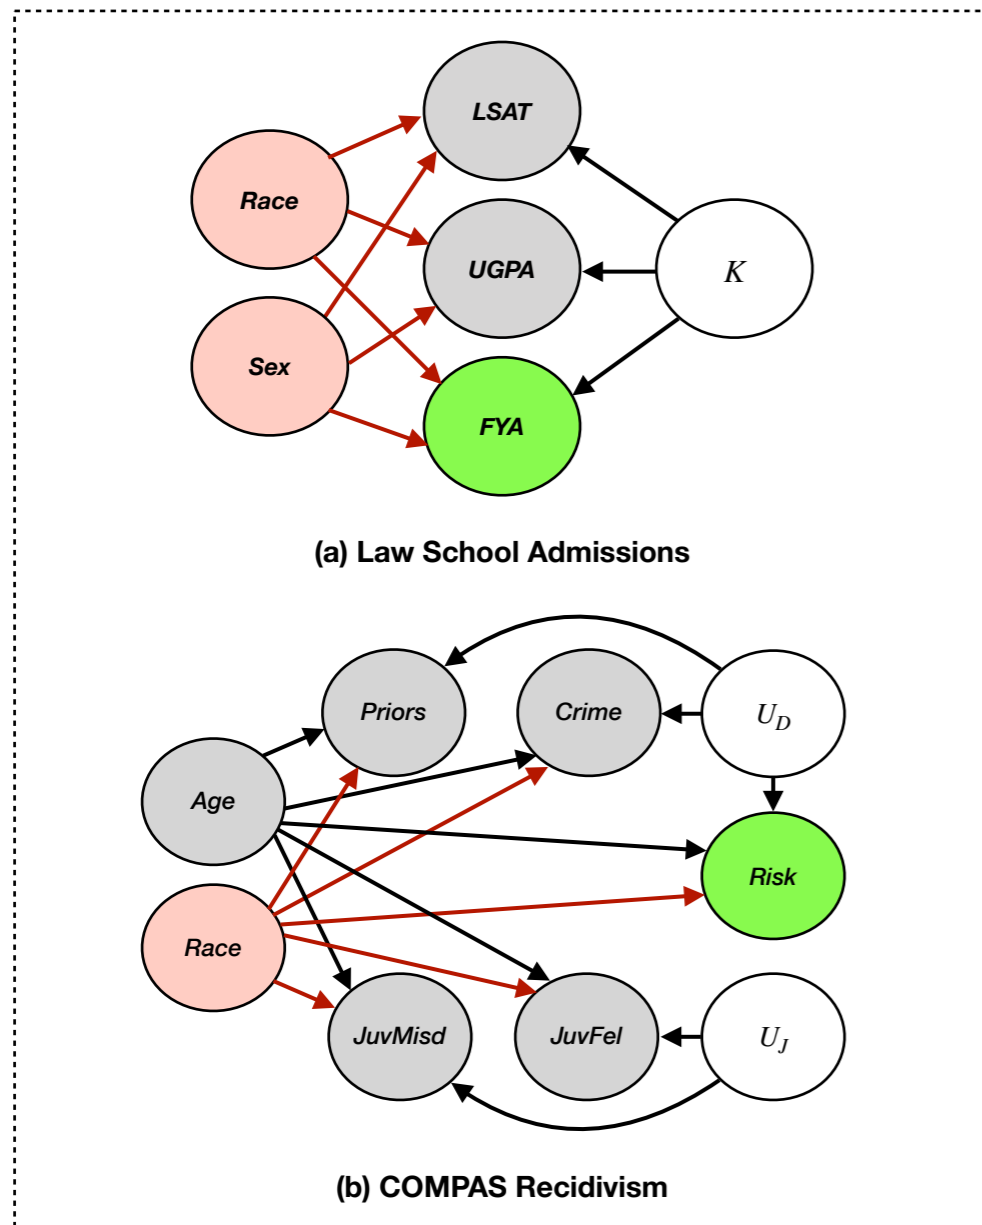 LSAT
Race
UGPA
K
Sex
FYA
(a) Law School Admissions
Priors
Crime
U_D
Age
Risk
Race
JuvMisd
JuvFel
U_J
(b) COMPAS Recidivism